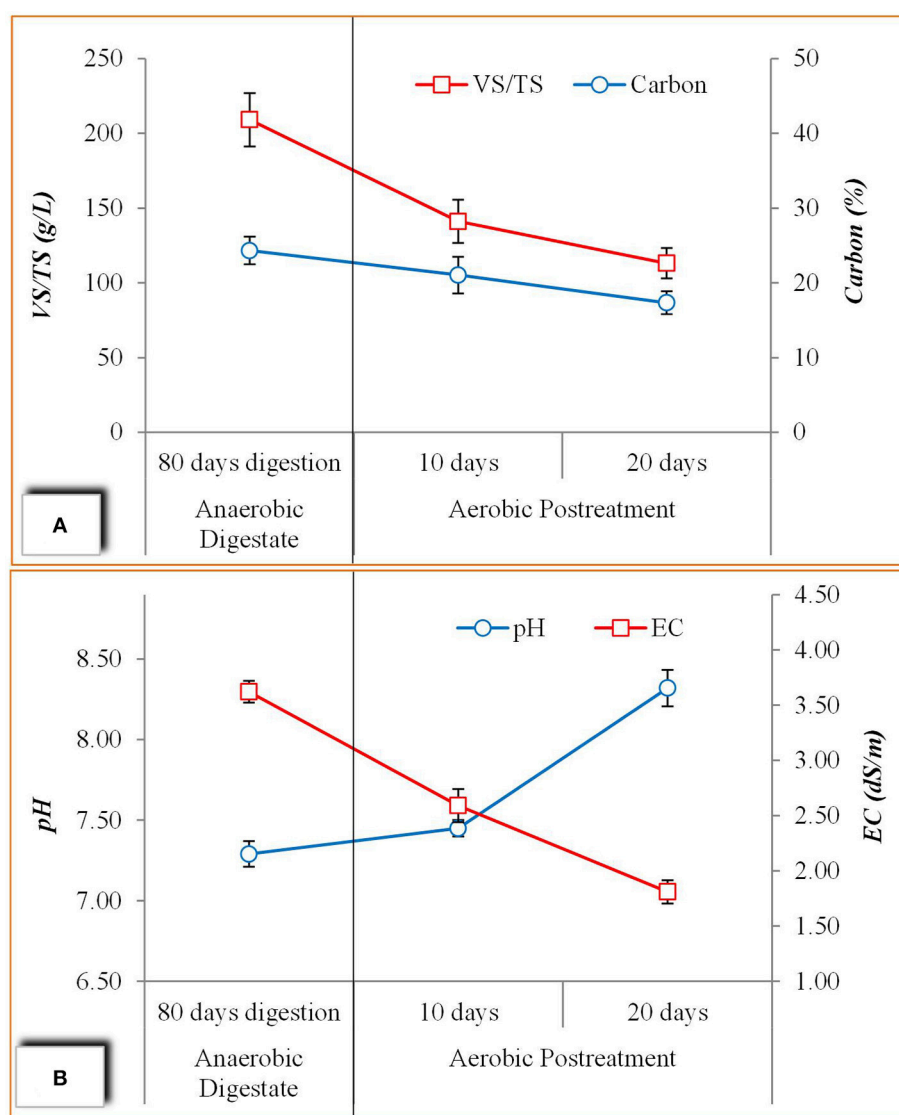 VS/TS Carbon
VS/TS (g/L)
250
200
150
100
50
0
Carbon (%)
50
40
30
20
10
0
80 days digestion 10 days 20 days
Anaerobic Digestate
Aerobic Postreatment
A
pH EC
pH
8.50
8.00
7.50
7.00
6.50
EC (dS/m)
4.50
4.00
3.50
3.00
2.50
2.00
1.50
1.00
80 days digestion 10 days 20 days
Anaerobic Digestate
Aerobic Postreatment
B